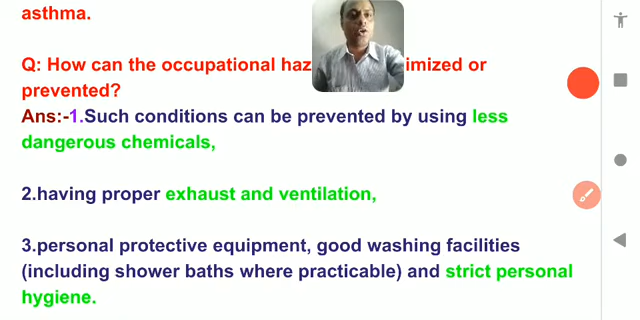 asthma.
Q: How can the occupational haz imized or
prevented?
Ans:-1.Such conditions can be prevented by using less
dangerous chemicals,
2.having proper exhaust and ventilation,
3.personal protective equipment, good washing facilities
(including shower baths where practicable) and strict personal
hygiene.